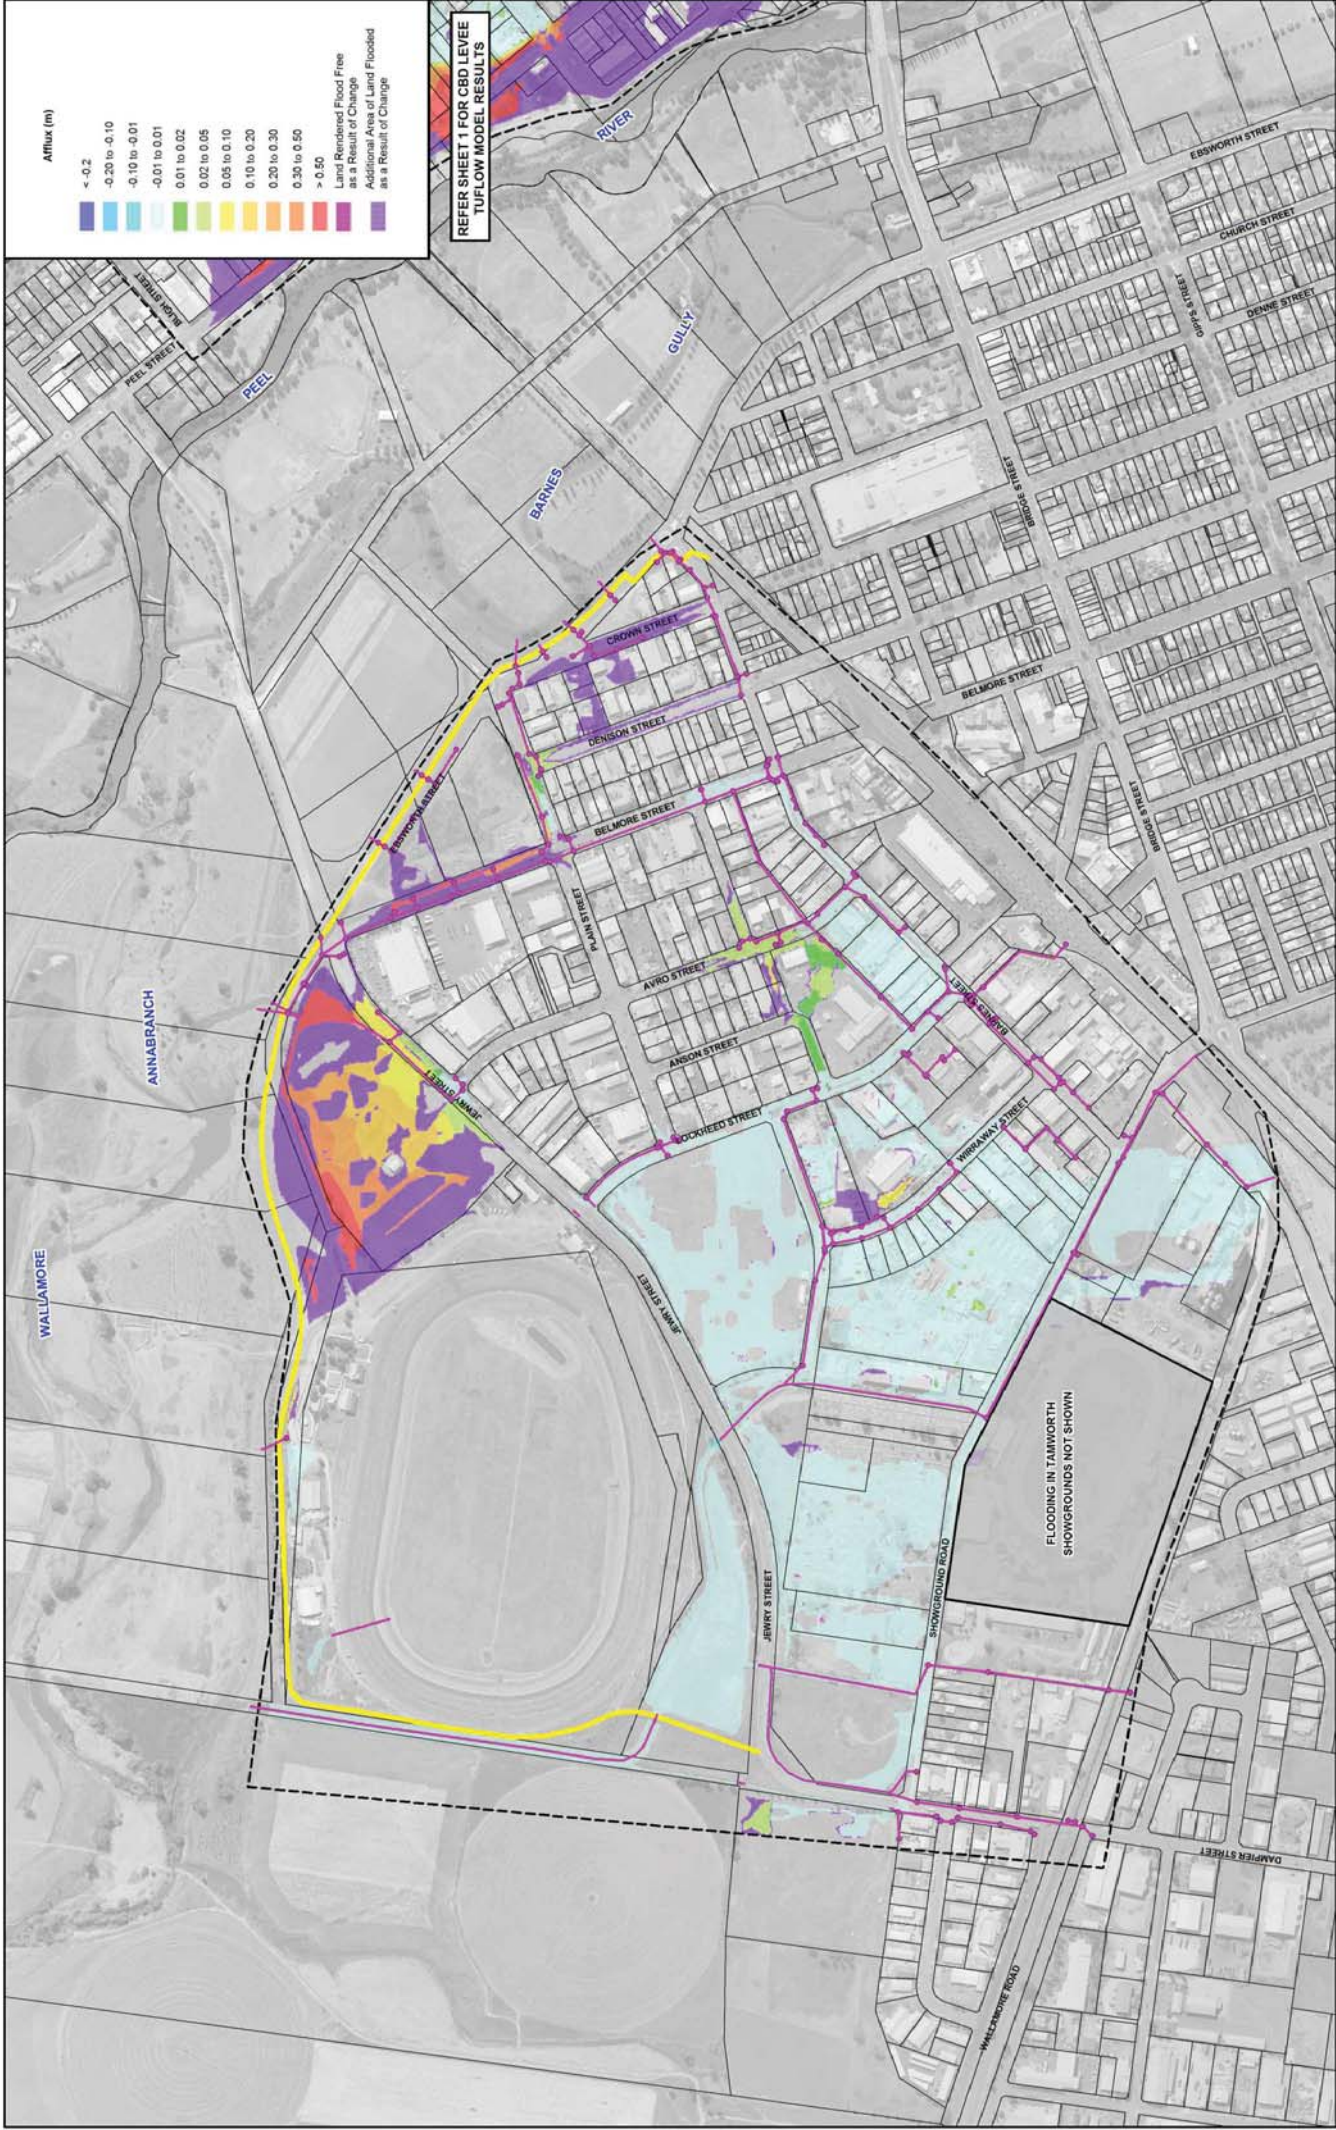 Afflux (m)
< -0.2
-0.20 to -0.10
-0.10 to -0.01
-0.01 to 0.01
0.01 to 0.02
0.02 to 0.05
0.05 to 0.10
0.10 to 0.20
0.20 to 0.30
0.30 to 0.50
> 0.50
Land Rendered Flood Free
as a Result of Change
Additional Area of Land Flooded
as a Result of Change
REFER SHEET 1 FOR CBD LEVEE
TUFLOW MODEL RESULTS
BLIGH STREET
PEEL STREET
PEEL
RIVER
BARNES
GULLY
WALLAMORE
ANNABRANCH
EBSWORTH STREET
CHURCH STREET
GIPPS STREET
DENNE STREET
BRIDGE STREET
BELMORE STREET
BRIDGE STREET
CROWN STREET
DENISON STREET
BELMORE STREET
EBSWORTH STREET
PLAIN STREET
AVRO STREET
ANSON STREET
LOCKHEED STREET
BARNES STREET
WIRRAWAY STREET
JEWRY STREET
JEWRY STREET
JEWRY STREET
SHOWGROUND ROAD
FLOODING IN TAMWORTH
SHOWGROUNDS NOT SHOWN
DAMPIER STREET
WALLAMORE ROAD